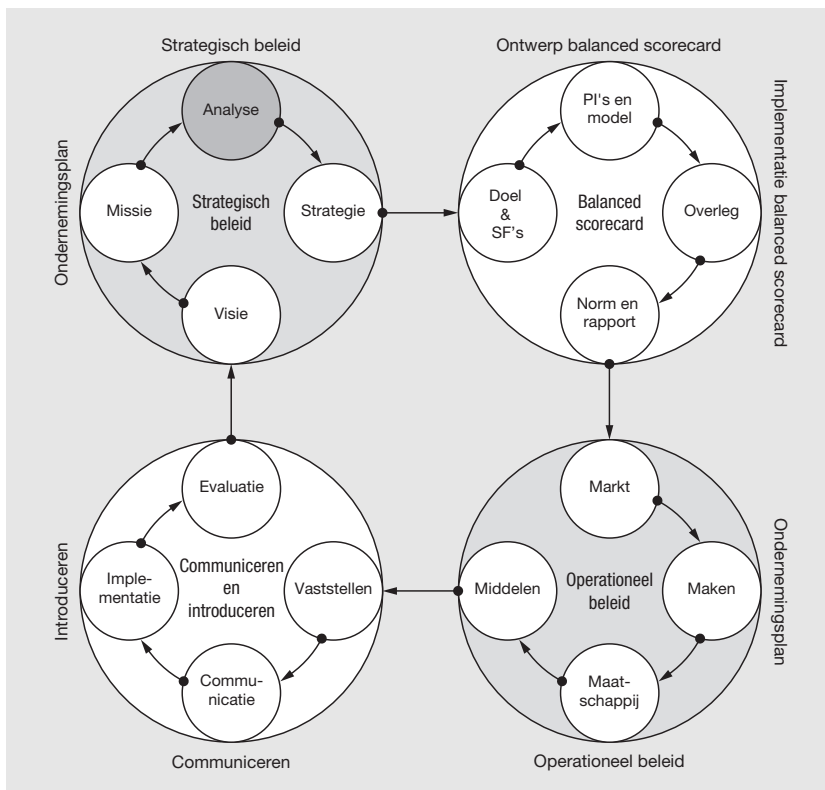 Strategisch beleid
Ondernemingsplan
Analyse
Missie
Strategisch
beleid
Strategie
Visie
Ontwerp balanced scorecard
Implementatie balanced scorecard
PI's en
model
Doel
&
SF's
Balanced
scorecard
Overleg
Norm en
rapport
Introduceren
Evaluatie
Imple-
mentatie
Communiceren
en
introduceren
Vaststellen
Commu-
nicatie
Communiceren
Markt
Middelen
Operationeel
beleid
Maken
Maat-
schappij
Ondernemingsplan
Operationeel beleid